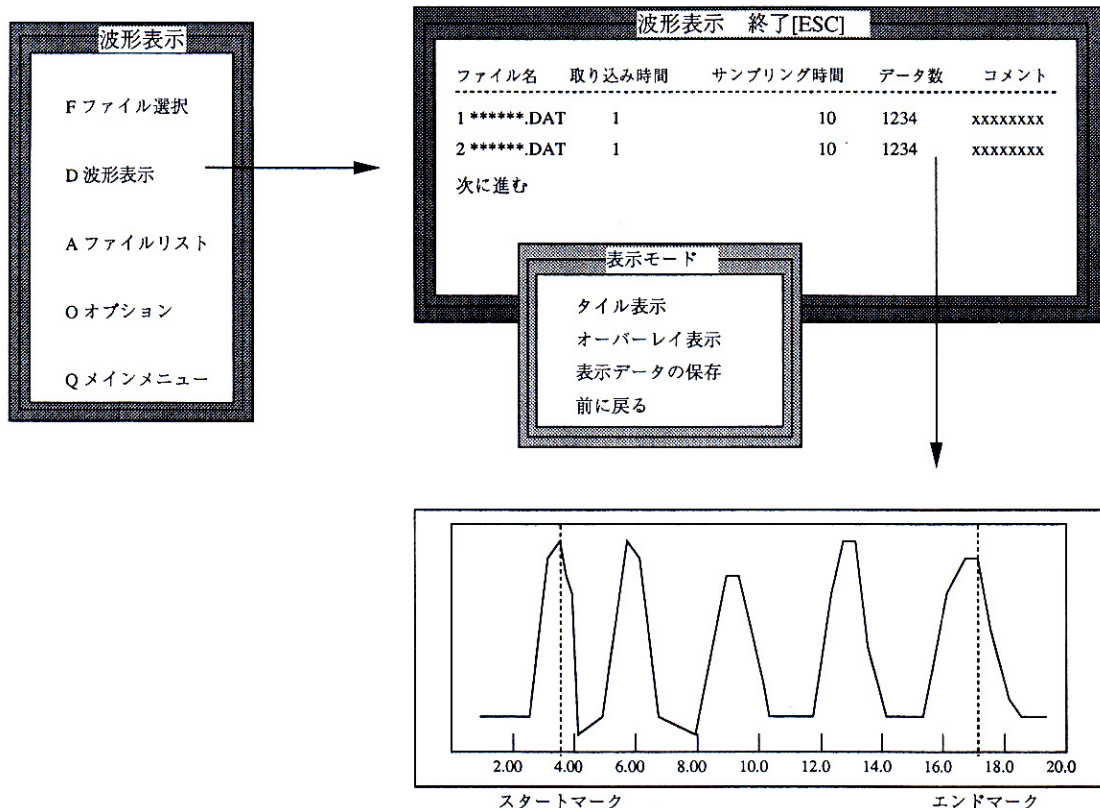 波形表示
F ファイル選択
D 波形表示
A ファイルリスト
O オプション
Q メインメニュー
波形表示 終了[ESC]
ファイル名 取り込み時間 サンプリング時間 データ数 コメント
1 ******.DAT 1 10 1234 xxxxxxxx
2 ******.DAT 1 10 1234 xxxxxxxx
次に進む
表示モード
タイル表示
オーバーレイ表示
表示データの保存
前に戻る
2.00 4.00 6.00 8.00 10.0 12.0 14.0 16.0 18.0 20.0
スタートマーク エンドマーク